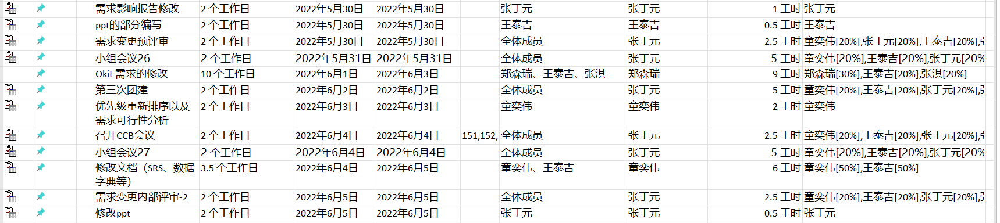 需求影响报告修改 2 个工作日 2022年5月30日 2022年5月30日 张丁元 张丁元 1 工时 张丁元
ppt的部分编写 2 个工作日 2022年5月30日 2022年5月30日 王泰吉 王泰吉 0.5 工时 王泰吉
需求变更预评审 2 个工作日 2022年5月30日 2022年5月30日 全体成员 张丁元 2.5 工时 童奕伟[20%],张丁元[20%],王泰吉[20%],
小组会议26 2 个工作日 2022年5月31日 2022年5月31日 全体成员 张丁元 5 工时 童奕伟[20%],王泰吉[20%],张丁元[20%
Okit 需求的修改 10 个工作日 2022年6月1日 2022年6月3日 郑森瑞、王泰吉、张淇 郑森瑞 9 工时 郑森瑞[30%],王泰吉[20%],张淇[20%]
第三次团建 2 个工作日 2022年6月2日 2022年6月2日 全体成员 张丁元 5 工时 童奕伟[20%],王泰吉[20%],张丁元[20%],
优先级重新排序以及 2 个工作日 2022年6月3日 2022年6月3日 童奕伟 童奕伟 2 工时 童奕伟
需求可行性分析
召开CCB会议 2 个工作日 2022年6月4日 2022年6月4日 151,152, 全体成员 张丁元 2.5 工时 童奕伟[20%],王泰吉[20%],张丁元[20%],
小组会议27 2 个工作日 2022年6月4日 2022年6月4日 全体成员 张丁元 5 工时 童奕伟[20%],王泰吉[20%],张丁元[20%
修改文档（SRS、数据 3.5 个工作日 2022年6月4日 2022年6月5日 童奕伟、王泰吉 童奕伟 6 工时 童奕伟[50%],王泰吉[50%]
字典等）
需求变更内部评审-2 2 个工作日 2022年6月5日 2022年6月5日 全体成员 张丁元 2.5 工时 童奕伟[20%],王泰吉[20%],张丁元[20%],
修改ppt 2 个工作日 2022年6月5日 2022年6月5日 张丁元 张丁元 0.5 工时 张丁元